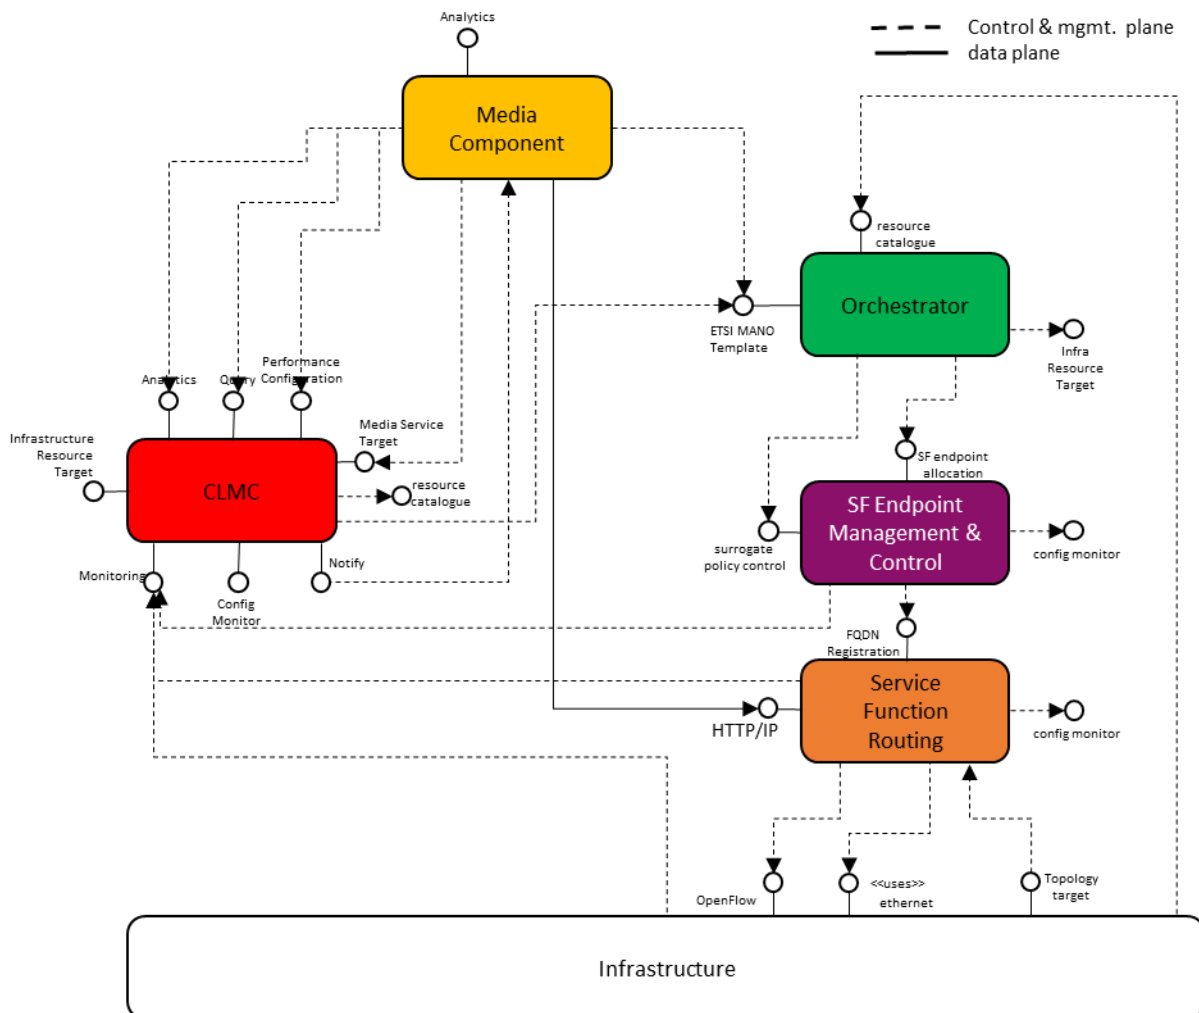 Analytics
Control & mgmt. plane
data plane
Media
Component
resource
catalogue
Orchestrator
ETSI MANO
Template
Infra
Resource
Target
Analytics
Query
Performance
Configuration
Media Service
Target
Infrastructure
Resource
Target
CLMC
resource
catalogue
SF endpoint
allocation
SF Endpoint
Management &
Control
surrogate
policy control
config monitor
Monitoring
Config
Monitor
Notify
FQDN
Registration
Service
Function
Routing
HTTP/IP
config monitor
OpenFlow
<<uses>>
ethernet
Topology
target
Infrastructure